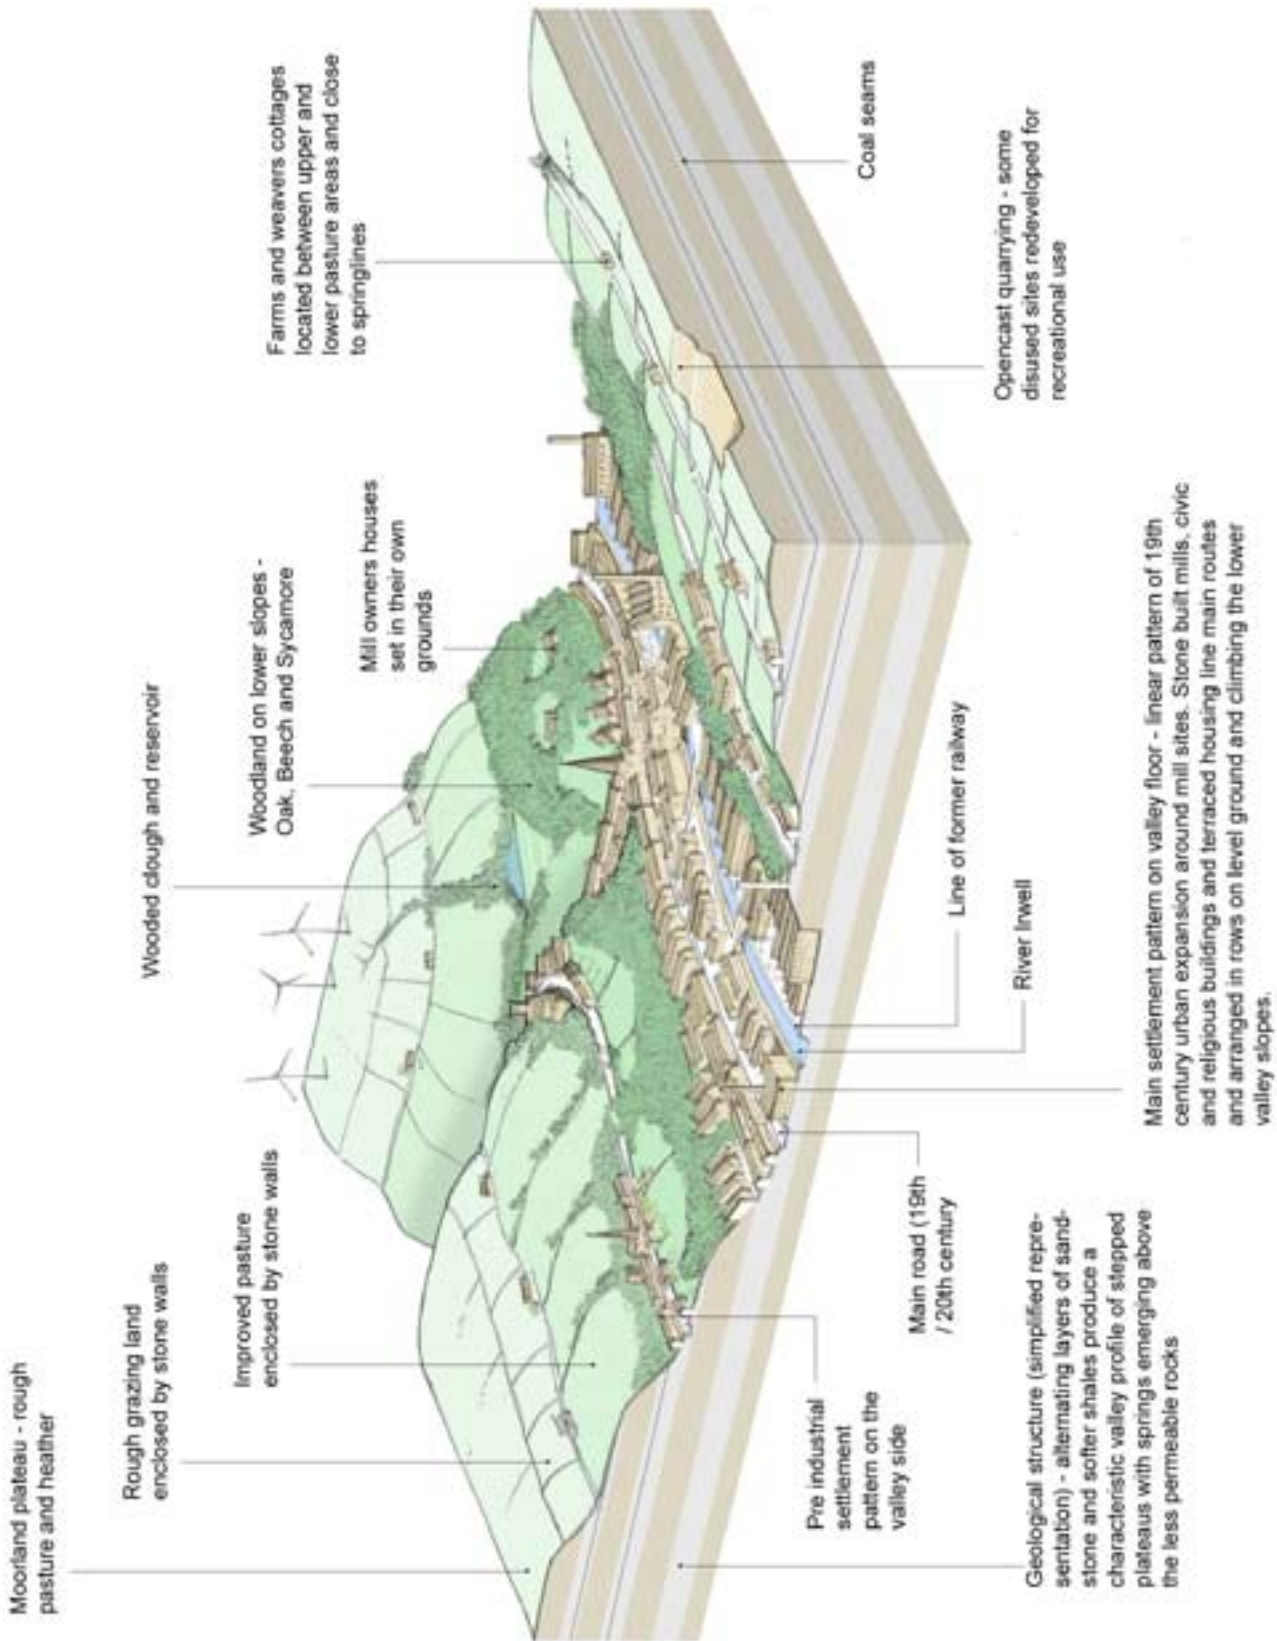 Moorland plateau - rough
pasture and heather
Rough grazing land
enclosed by stone walls
Improved pasture
enclosed by stone walls
Wooded clough and reservoir
Woodland on lower slopes -
Oak, Beech and Sycamore
Mill owners houses
set in their own
grounds
Farms and weavers cottages
located between upper and
lower pasture areas and close
to springlines
Pre industrial
settlement
pattern on the
valley side
Main road (19th
/ 20th century
River Irwell
Line of former railway
Coal seams
Opencast quarrying - some
disused sites redeveloped for
recreational use
Geological structure (simplified repre-
sentation) - alternating layers of sand-
stone and softer shales produce a
characteristic valley profile of stepped
plateaus with springs emerging above
the less permeable rocks
Main settlement pattern on valley floor - linear pattern of 19th
century urban expansion around mill sites. Stone built mills, civic
and religious buildings and terraced housing line main routes
and arranged in rows on level ground and climbing the lower
valley slopes.